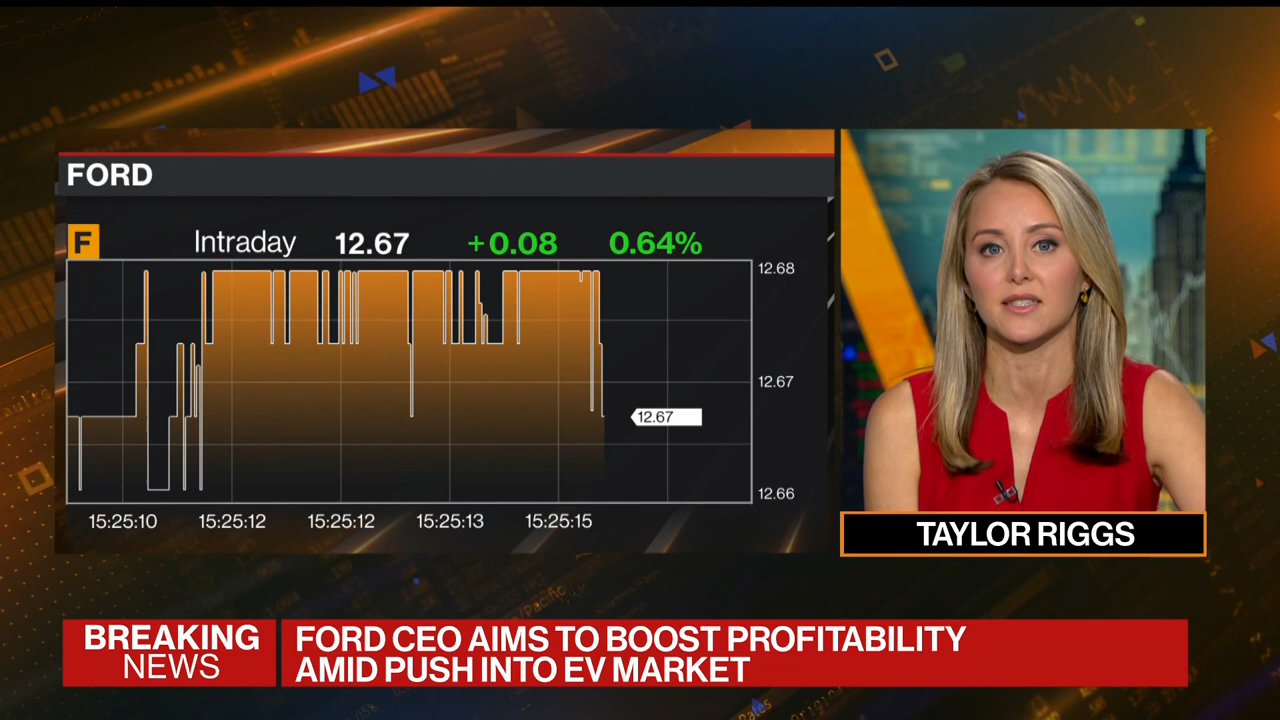 FORD
F Intraday 12.67 +0.08 0.64%
12.68
12.67
12.67
12.66
15:25:10 15:25:12 15:25:12 15:25:13 15:25:15
TAYLOR RIGGS
BREAKING
NEWS
FORD CEO AIMS TO BOOST PROFITABILITY
AMID PUSH INTO EV MARKET